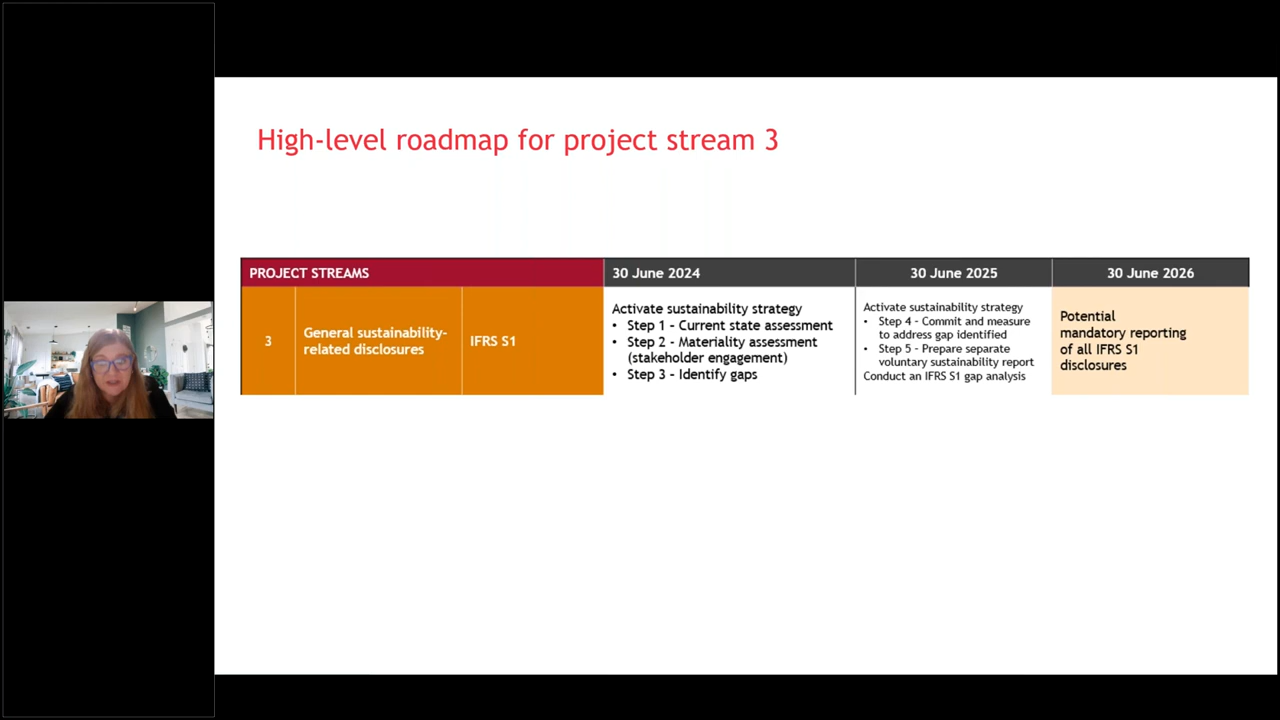 High-level roadmap for project stream 3
PROJECT STREAMS
30 June 2024
30 June 2025
30 June 2026
3
General sustainability-
related disclosures
IFRS S1
Activate sustainability strategy
• Step 1 – Current state assessment
• Step 2 – Materiality assessment
(stakeholder engagement)
• Step 3 – Identify gaps
Activate sustainability strategy
• Step 4 – Commit and measure
to address gap identified
• Step 5 – Prepare separate
voluntary sustainability report
Conduct an IFRS S1 gap analysis
Potential
mandatory reporting
of all IFRS S1
disclosures